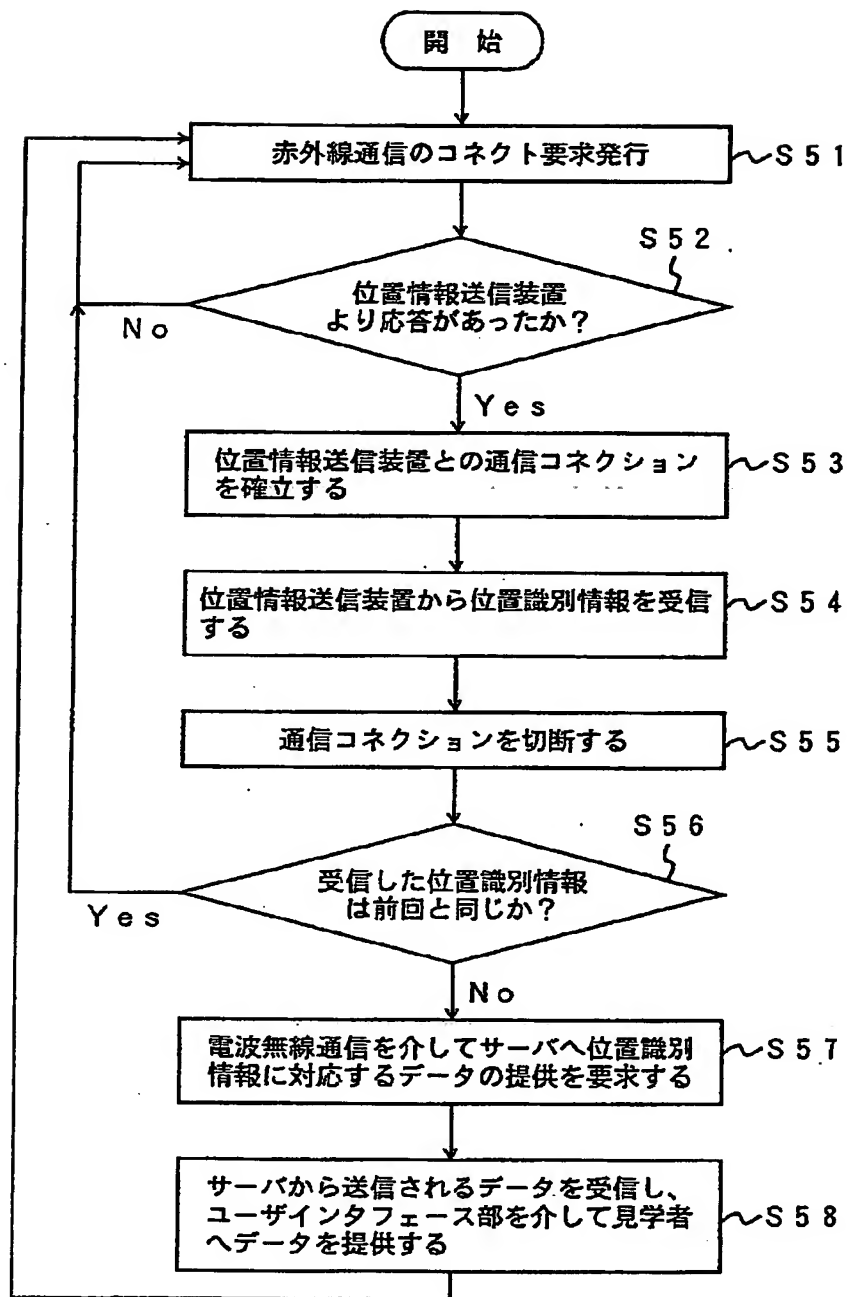 開 始
赤外線通信のコネクト要求発行
S51
S52
位置情報送信装置
より応答があったか？
No
Yes
位置情報送信装置との通信コネクション
を確立する
S53
位置情報送信装置から位置識別情報を受信
する
S54
通信コネクションを切断する
S55
S56
受信した位置識別情報
は前回と同じか？
Yes
No
電波無線通信を介してサーバへ位置識別
情報に対応するデータの提供を要求する
S57
サーバから送信されるデータを受信し、
ユーザインタフェース部を介して見学者
へデータを提供する
S58